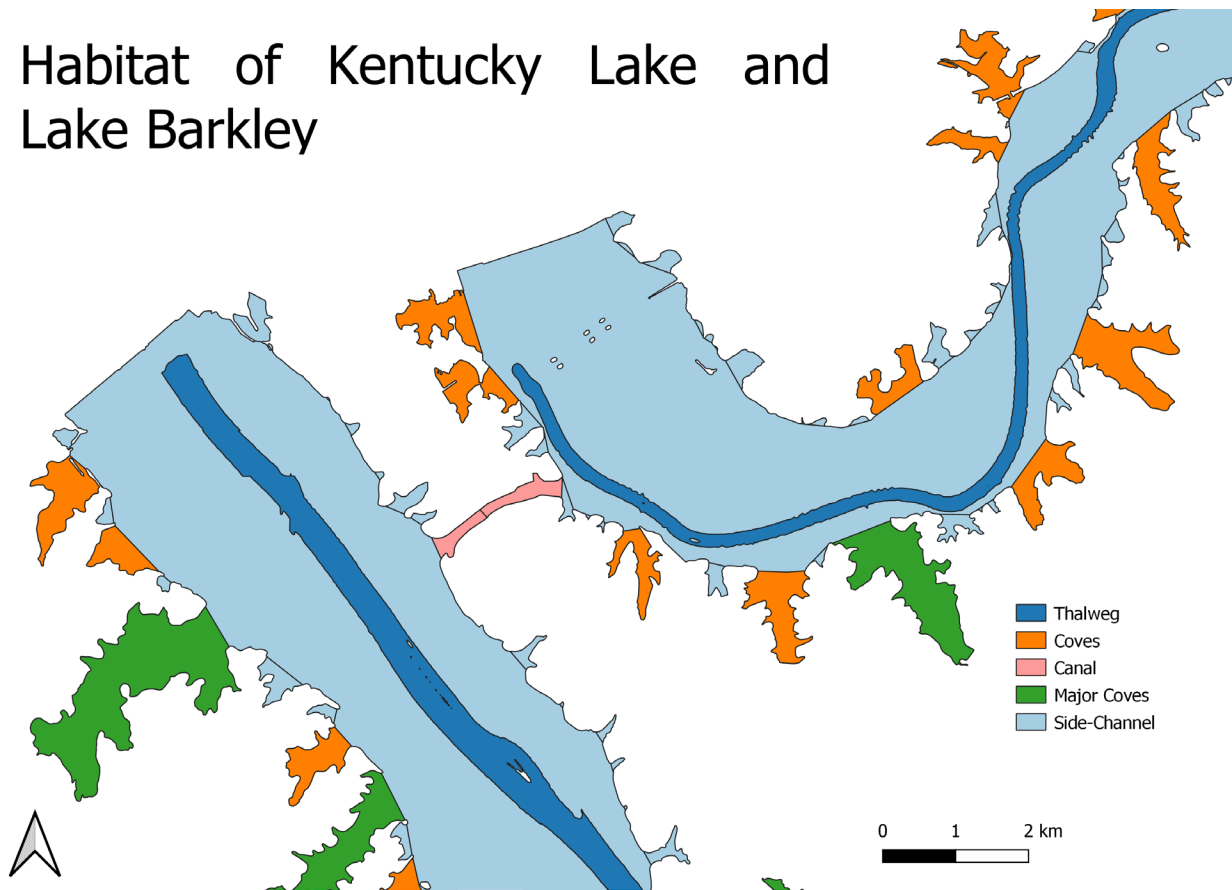 Habitat of Kentucky Lake and
Lake Barkley
Thalweg
Coves
Canal
Major Coves
Side-Channel
0 1 2 km